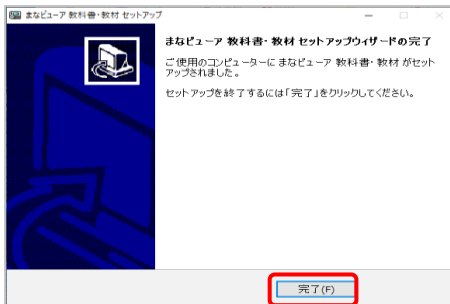 まなビューア 教科書・教材 セットアップ
まなビューア 教科書・教材 セットアップウィザードの完了
ご使用のコンピューターに まなビューア 教科書・教材 がセット
アップされました。
セットアップを終了するには「完了」をクリックしてください。
完了(F)